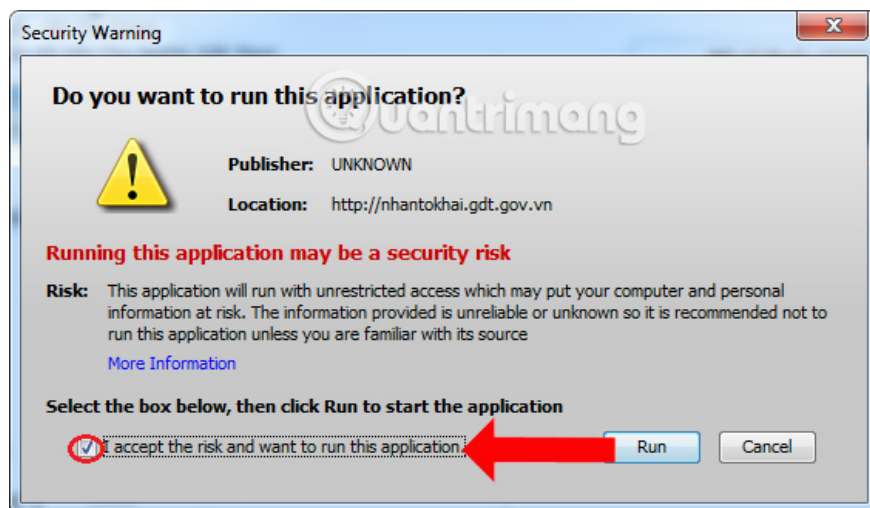 Security Warning
Do you want to run this application?
Quantrimang
Publisher: UNKNOWN
Location: http://nhantokhai.gdt.gov.vn
Running this application may be a security risk
Risk: This application will run with unrestricted access which may put your computer and personal
information at risk. The information provided is unreliable or unknown so it is recommended not to
run this application unless you are familiar with its source
More Information
Select the box below, then click Run to start the application
I accept the risk and want to run this application.
Run
Cancel